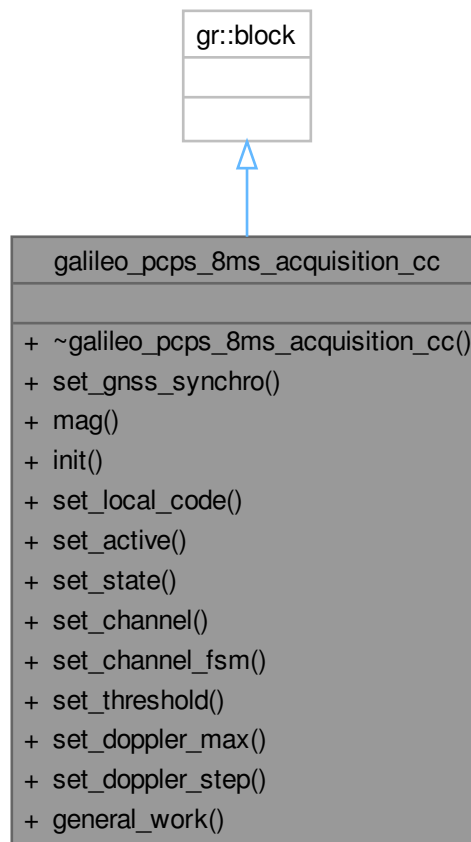 gr::block
galileo_pcps_8ms_acquisition_cc
+ ~galileo_pcps_8ms_acquisition_cc()
+ set_gnss_synchro()
+ mag()
+ init()
+ set_local_code()
+ set_active()
+ set_state()
+ set_channel()
+ set_channel_fsm()
+ set_threshold()
+ set_doppler_max()
+ set_doppler_step()
+ general_work()